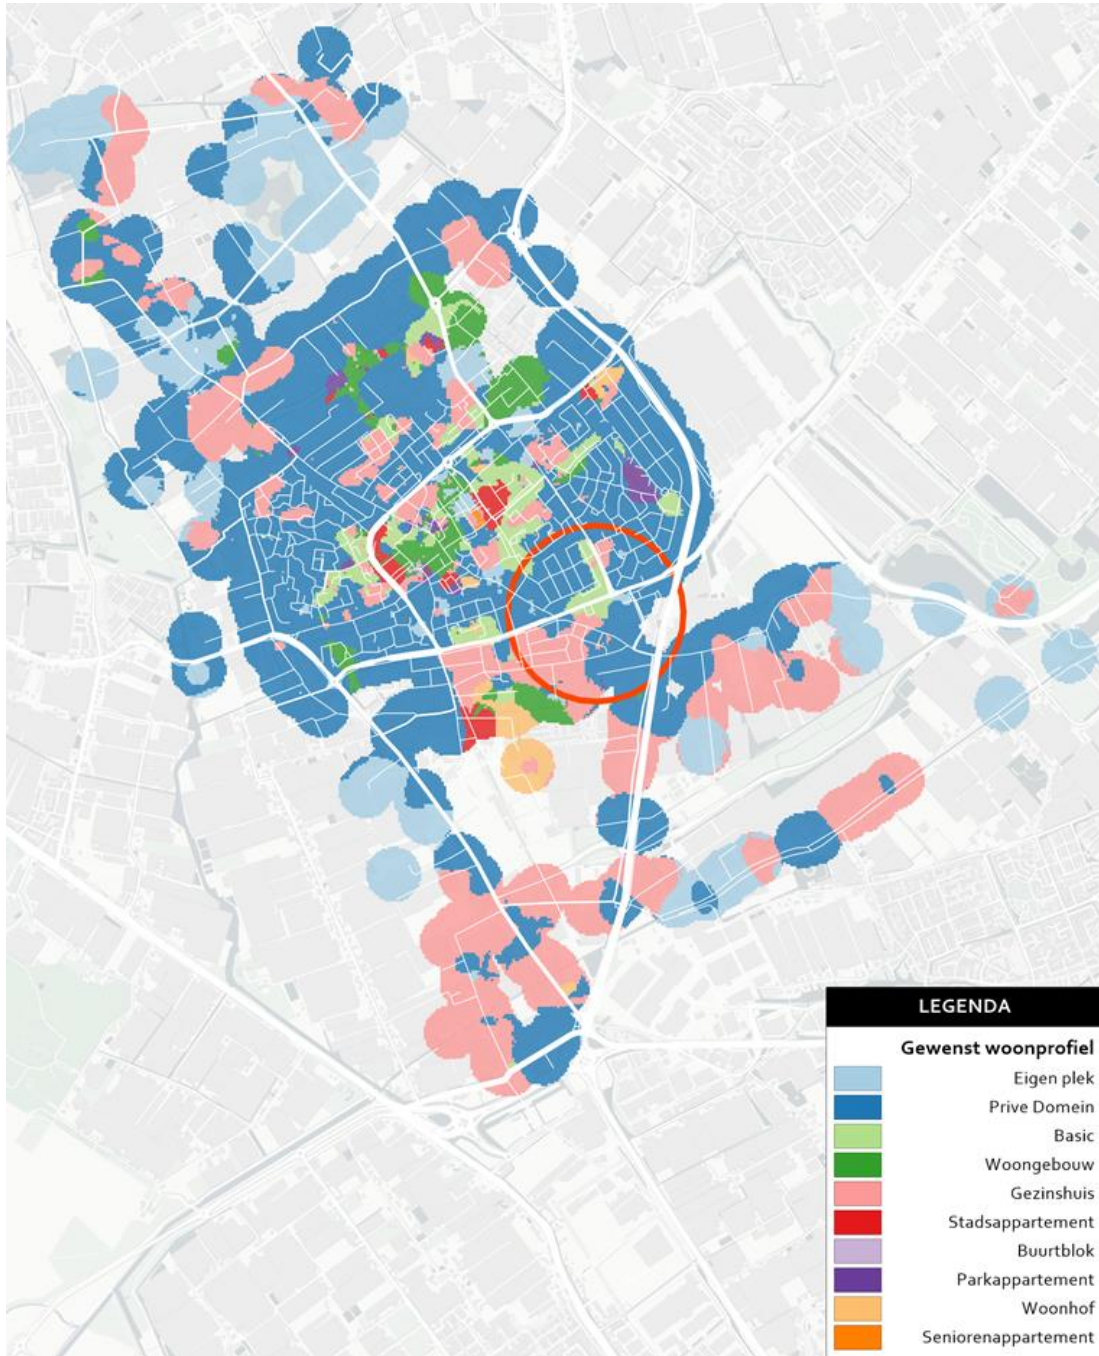 LEGENDA
Gewenst woonprofiel
Eigen plek
Prive Domein
Basic
Woongebouw
Gezinshuis
Stadsappartement
Buurtblok
Parkappartement
Woonhof
Seniorenappartement